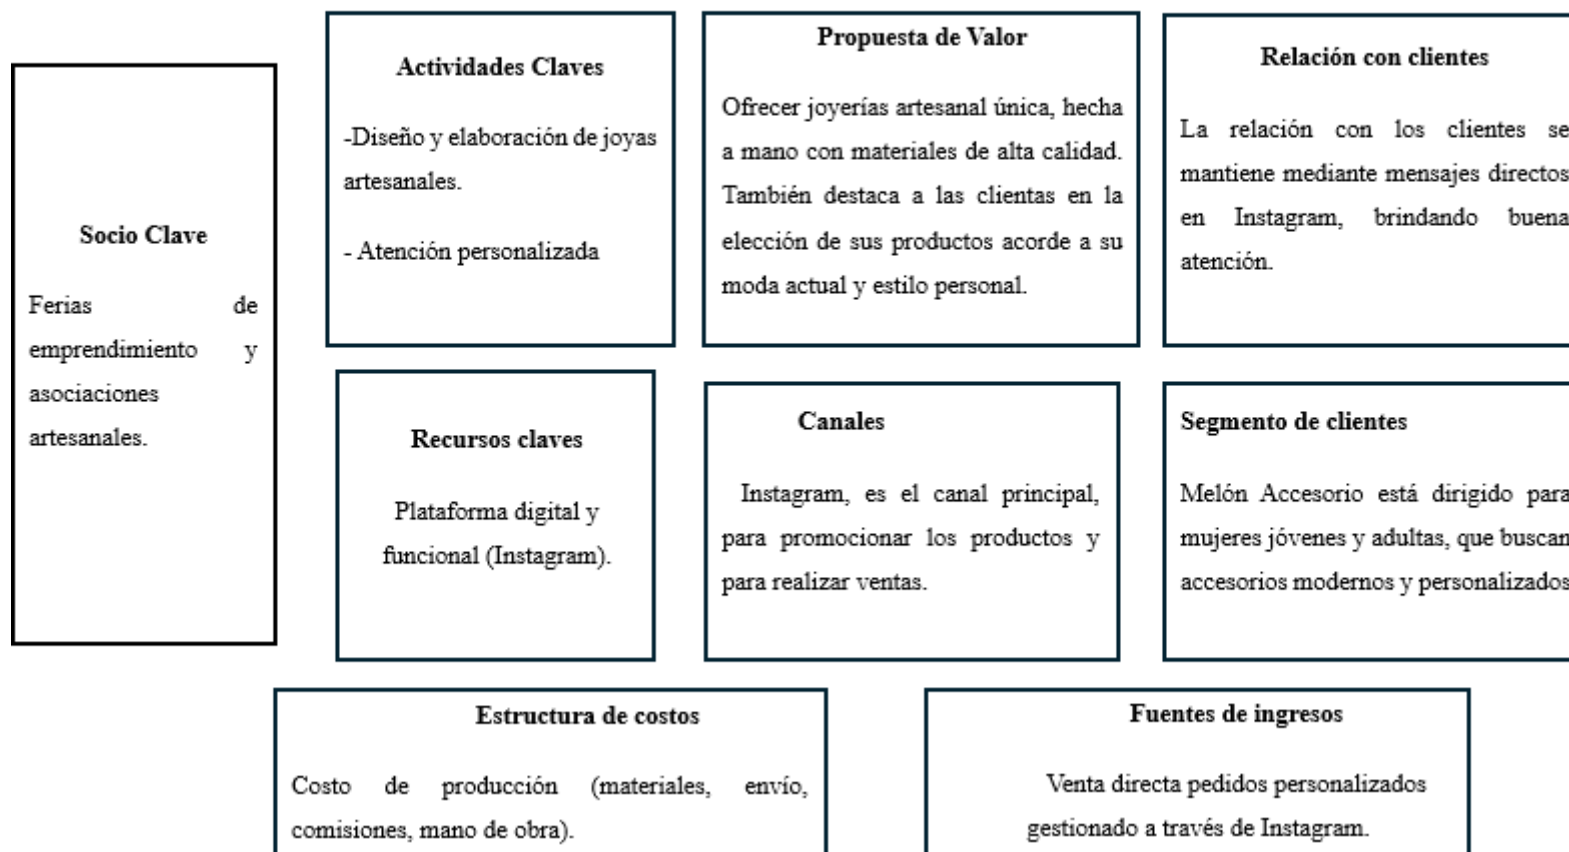 Socio Clave
Ferias de
emprendimiento y
asociaciones
artesanales.
Actividades Claves
-Diseño y elaboración de joyas
artesanales.
- Atención personalizada
Recursos claves
Plataforma digital y
funcional (Instagram).
Propuesta de Valor
Ofrecer joyerías artesanal única, hecha
a mano con materiales de alta calidad.
También destaca a las clientas en la
elección de sus productos acorde a su
moda actual y estilo personal.
Canales
Instagram, es el canal principal,
para promocionar los productos y
para realizar ventas.
Relación con clientes
La relación con los clientes se
mantiene mediante mensajes directos
en Instagram, brindando buena
atención.
Segmento de clientes
Melón Accesorio está dirigido para
mujeres jóvenes y adultas, que buscan
accesorios modernos y personalizados
Estructura de costos
Costo de producción (materiales, envío,
comisiones, mano de obra).
Fuentes de ingresos
Venta directa pedidos personalizados
gestionado a través de Instagram.